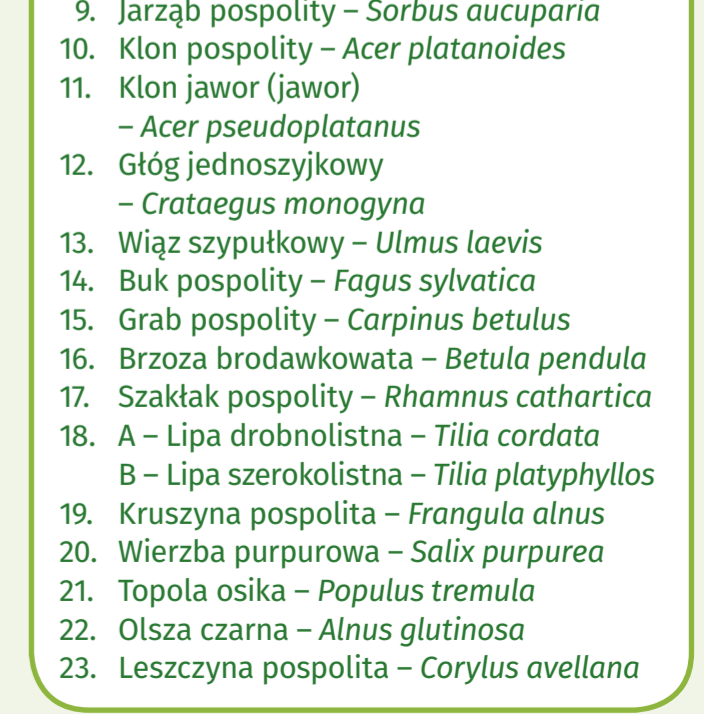 9. Jarząb pospolity – Sorbus aucuparia
10. Klon pospolity – Acer platanoides
11. Klon jawor (jawor)
– Acer pseudoplatanus
12. Głóg jednoszyjkowy
– Crataegus monogyna
13. Wiąz szypułkowy – Ulmus laevis
14. Buk pospolity – Fagus sylvatica
15. Grab pospolity – Carpinus betulus
16. Brzoza brodawkowata – Betula pendula
17. Szakłak pospolity – Rhamnus cathartica
18. A – Lipa drobnolistna – Tilia cordata
B – Lipa szerokolistna – Tilia platyphyllos
19. Kruszyna pospolita – Frangula alnus
20. Wierzba purpurowa – Salix purpurea
21. Topola osika – Populus tremula
22. Olsza czarna – Alnus glutinosa
23. Leszczyna pospolita – Corylus avellana